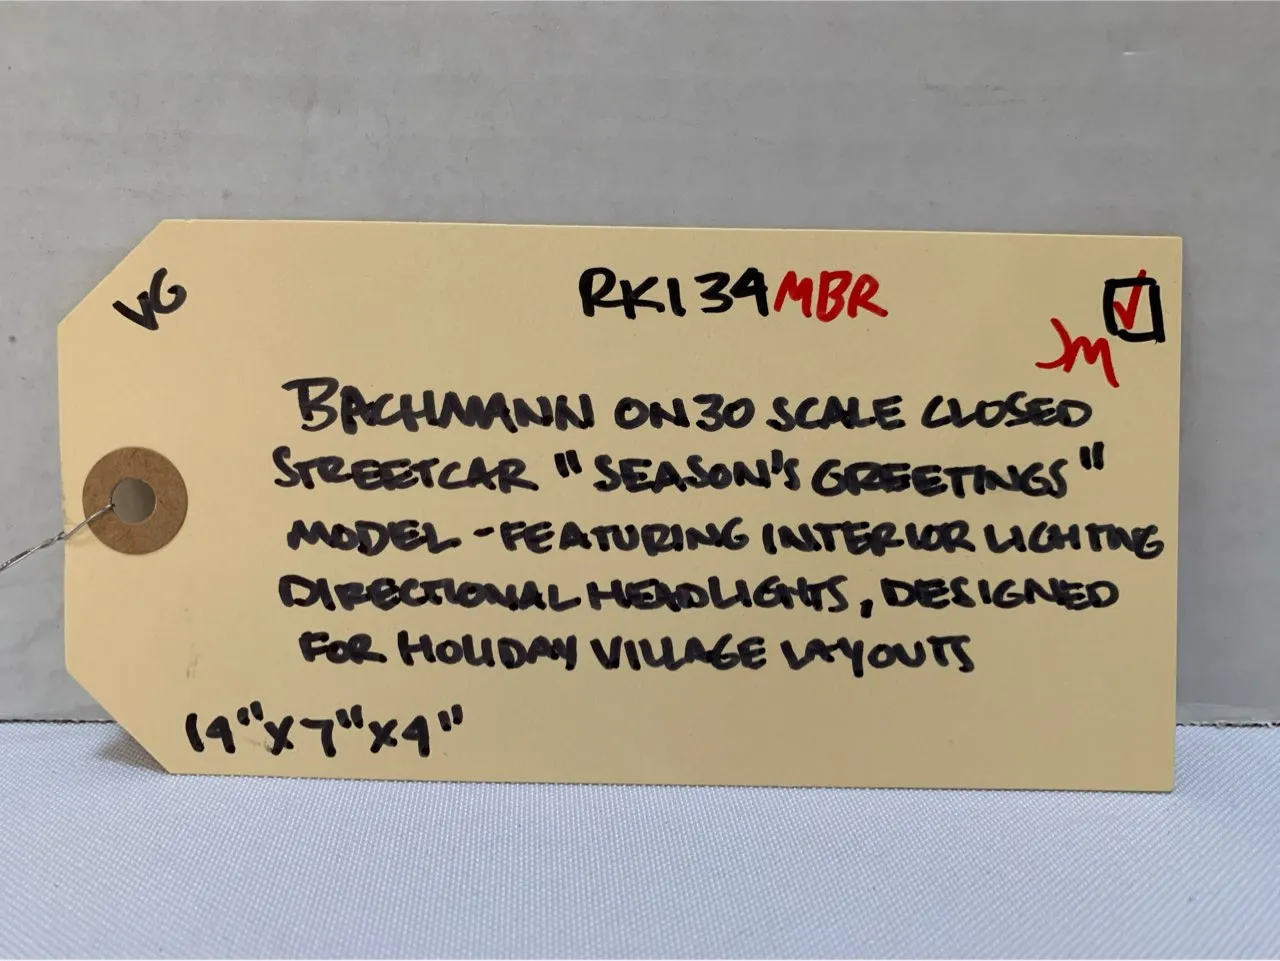 VG
RK134MBR
✓
JM
BACHMANN ON30 SCALE CLOSED
STREETCAR "SEASON'S GREETINGS"
MODEL - FEATURING INTERIOR LIGHTING
DIRECTIONAL HEADLIGHTS, DESIGNED
FOR HOLIDAY VILLAGE LAYOUTS
14"X7"X4"